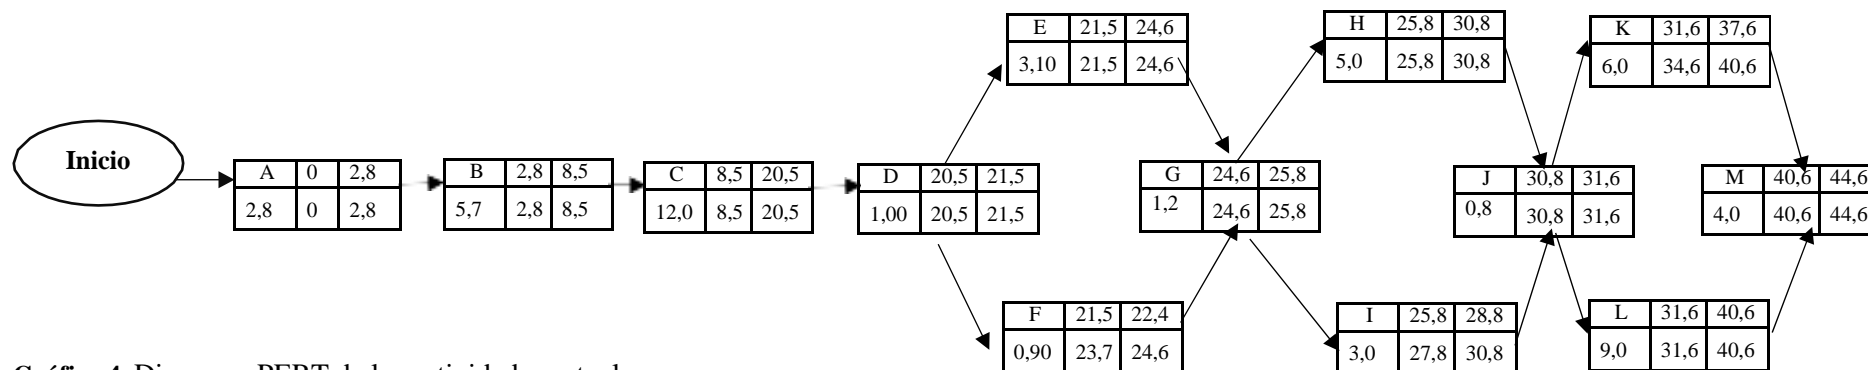 E 21,5 24,6
3,10 21,5 24,6
H 25,8 30,8
5,0 25,8 30,8
K 31,6 37,6
6,0 34,6 40,6
Inicio
A 0 2,8
2,8 0 2,8
B 2,8 8,5
5,7 2,8 8,5
C 8,5 20,5
12,0 8,5 20,5
D 20,5 21,5
1,00 20,5 21,5
G 24,6 25,8
1,2 24,6 25,8
J 30,8 31,6
0,8 30,8 31,6
M 40,6 44,6
4,0 40,6 44,6
F 21,5 22,4
0,90 23,7 24,6
I 25,8 28,8
3,0 27,8 30,8
L 31,6 40,6
9,0 31,6 40,6